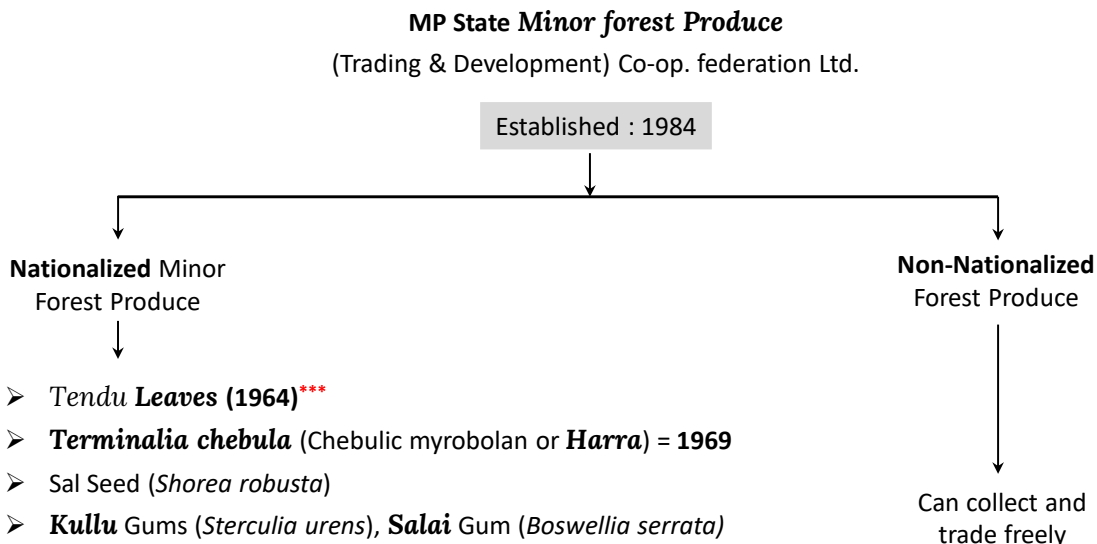 MP State Minor forest Produce
(Trading & Development) Co-op. federation Ltd.
Established : 1984
Nationalized Minor
Forest Produce
Non-Nationalized
Forest Produce
➢ Tendu Leaves (1964)***
➢ Terminalia chebula (Chebulic myrobolan or Harra) = 1969
➢ Sal Seed (Shorea robusta)
➢ Kullu Gums (Sterculia urens), Salai Gum (Boswellia serrata)
Can collect and
trade freely